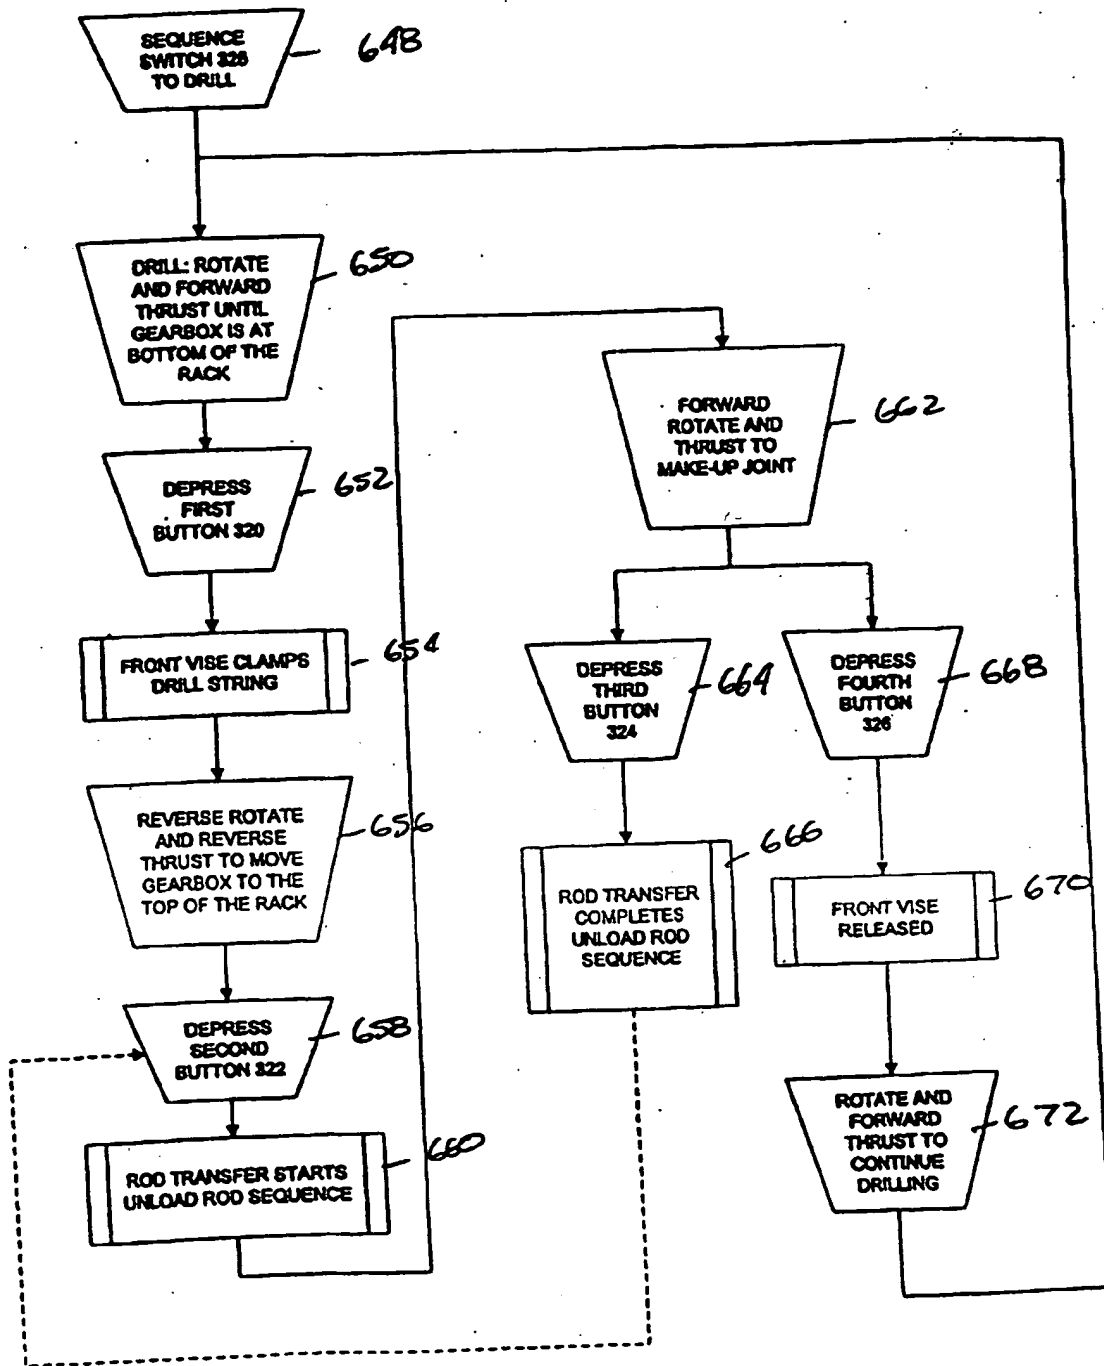 SEQUENCE
SWITCH 328
TO DRILL
648
DRILL: ROTATE
AND FORWARD
THRUST UNTIL
GEARBOX IS AT
BOTTOM OF THE
RACK
650
DEPRESS
FIRST
BUTTON 320
652
FRONT VISE CLAMPS
DRILL STRING
654
REVERSE ROTATE
AND REVERSE
THRUST TO MOVE
GEARBOX TO THE
TOP OF THE RACK
656
DEPRESS
SECOND
BUTTON 322
658
ROD TRANSFER STARTS
UNLOAD ROD SEQUENCE
660
FORWARD
ROTATE AND
THRUST TO
MAKE-UP JOINT
662
DEPRESS
THIRD
BUTTON
324
664
ROD TRANSFER
COMPLETES
UNLOAD ROD
SEQUENCE
666
DEPRESS
FOURTH
BUTTON
326
668
FRONT VISE
RELEASED
670
ROTATE AND
FORWARD
THRUST TO
CONTINUE
DRILLING
672